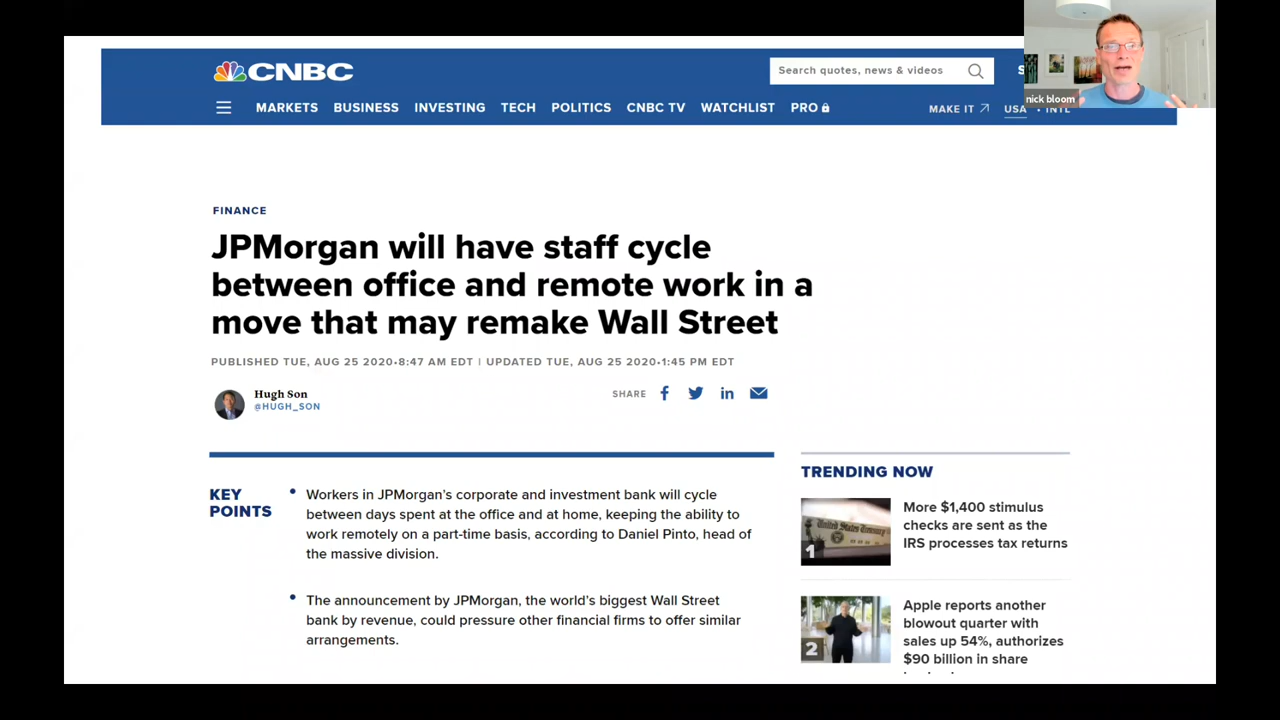 CNBC
Search quotes, news & videos
S
nick bloom
MARKETS BUSINESS INVESTING TECH POLITICS CNBC TV WATCHLIST PRO
MAKE IT USA • INTL
FINANCE
JPMorgan will have staff cycle
between office and remote work in a
move that may remake Wall Street
PUBLISHED TUE, AUG 25 2020•8:47 AM EDT | UPDATED TUE, AUG 25 2020•1:45 PM EDT
Hugh Son
@HUGH_SON
SHARE
KEY
POINTS
• Workers in JPMorgan's corporate and investment bank will cycle
between days spent at the office and at home, keeping the ability to
work remotely on a part-time basis, according to Daniel Pinto, head of
the massive division.
• The announcement by JPMorgan, the world's biggest Wall Street
bank by revenue, could pressure other financial firms to offer similar
arrangements.
TRENDING NOW
United States Treasury
1
More $1,400 stimulus
checks are sent as the
IRS processes tax returns
2
Apple reports another
blowout quarter with
sales up 54%, authorizes
$90 billion in share